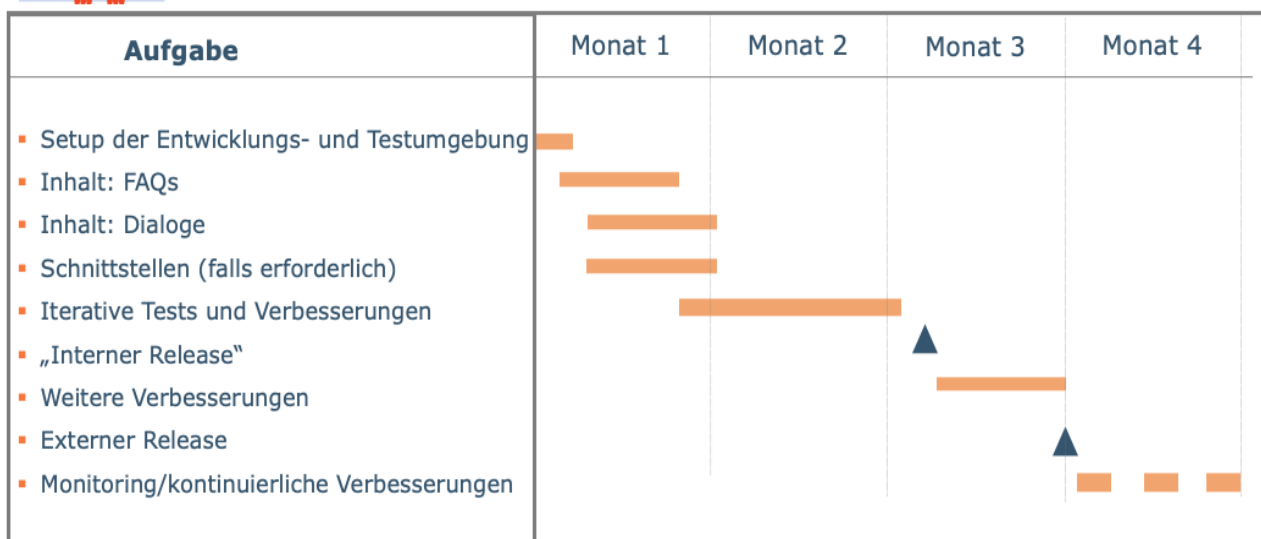 Aufgabe
Monat 1
Monat 2
Monat 3
Monat 4
Setup der Entwicklungs- und Testumgebung
Inhalt: FAQs
Inhalt: Dialoge
Schnittstellen (falls erforderlich)
Iterative Tests und Verbesserungen
„Interner Release“
Weitere Verbesserungen
Externer Release
Monitoring/kontinuierliche Verbesserungen